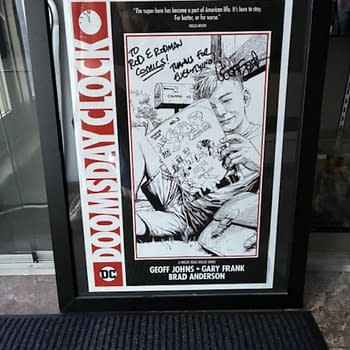 "The super-hero has become a part of American life. It's here to stay.
For better, or for worse."
DOOMSDAY CLOCK
TO
ROD E RODMAN
COMICS!
THANKS FOR
EVERYTHING!
DC
GEOFF JOHNS • GARY FRANK
BRAD ANDERSON